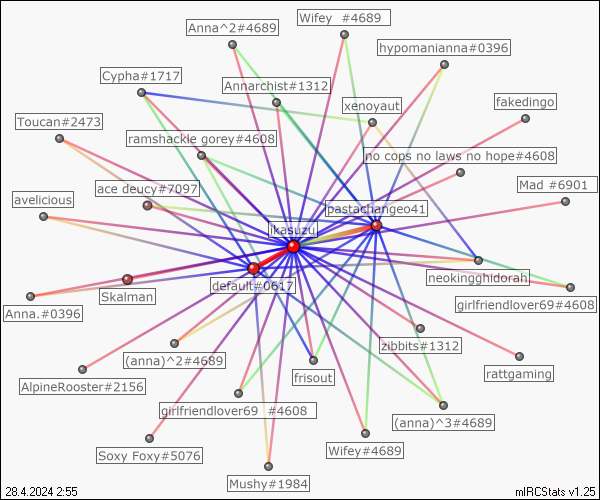 Wifey #4689
Anna^2#4689
hypomanianna#0396
Cypha#1717
Annarchist#1312
xenoyaut
fakedingo
Toucan#2473
ramshackle gorey#4608
no cops no laws no hope#4608
ace deucy#7097
Mad #6901
avelicious
pastachangeo41
ikasuzu
default#0617
neokingghidorah
Skalman
girlfriendlover69#4608
Anna.#0396
zibbits#1312
(anna)^2#4689
frisout
rattgaming
AlpineRooster#2156
girlfriendlover69 #4608
(anna)^3#4689
Wifey#4689
Soxy Foxy#5076
Mushy#1984
28.4.2024 2:55
mIRCStats v1.25